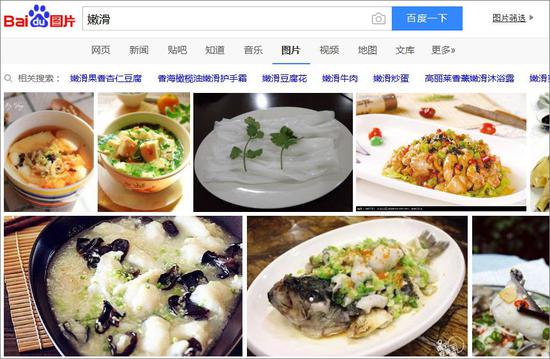 Bai du 图片
嫩滑
百度一下
图片筛选
网页 新闻 贴吧 知道 音乐 图片 视频 地图 文库 更多»
相关搜索： 嫩滑果香杏仁豆腐 香海橄榄油嫩滑护手霜 嫩滑豆腐花 嫩滑牛肉 嫩滑炒蛋 高丽莱香薰嫩滑沐浴露 大